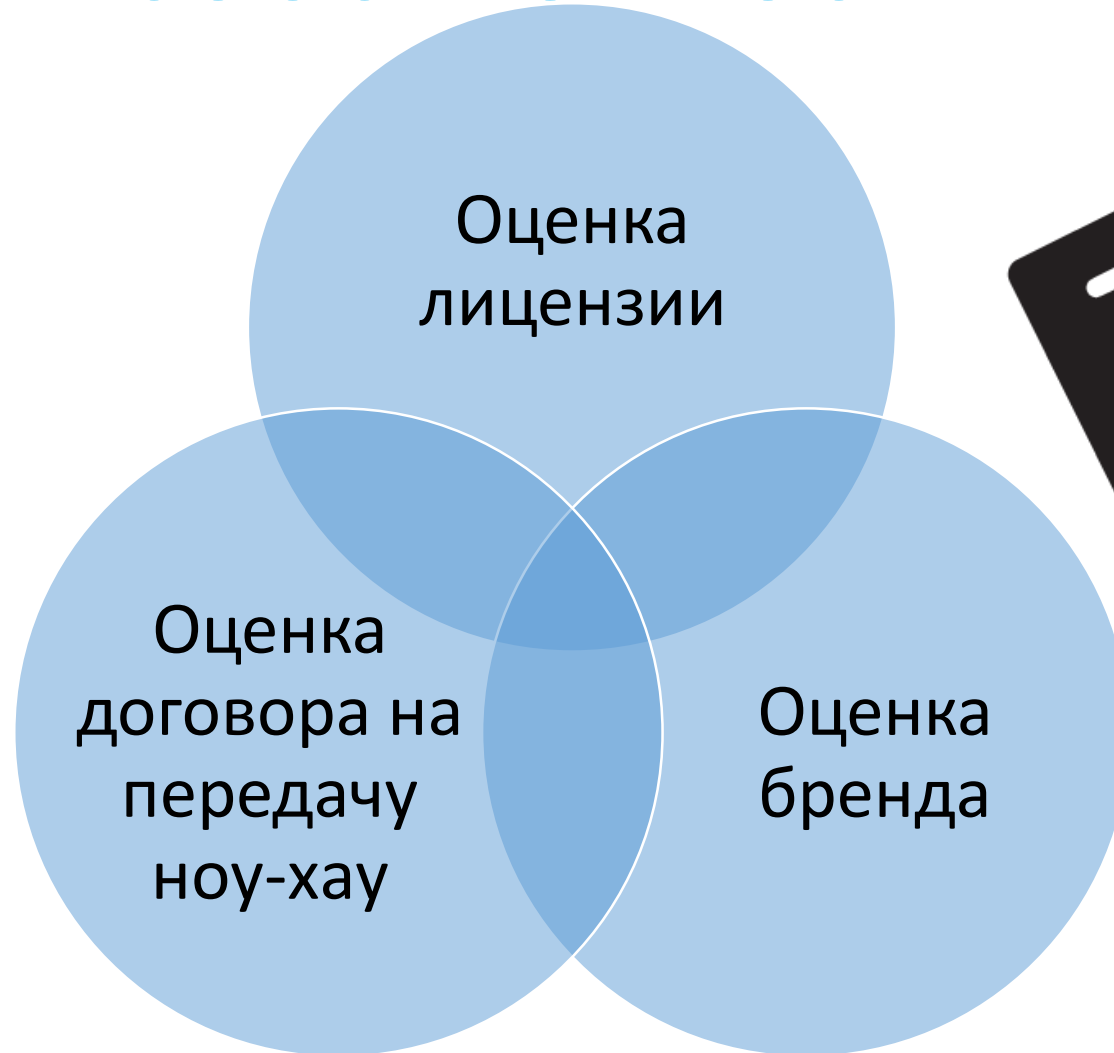 Оценка
лицензии
Оценка
договора на
передачу
ноу-хау
Оценка
бренда